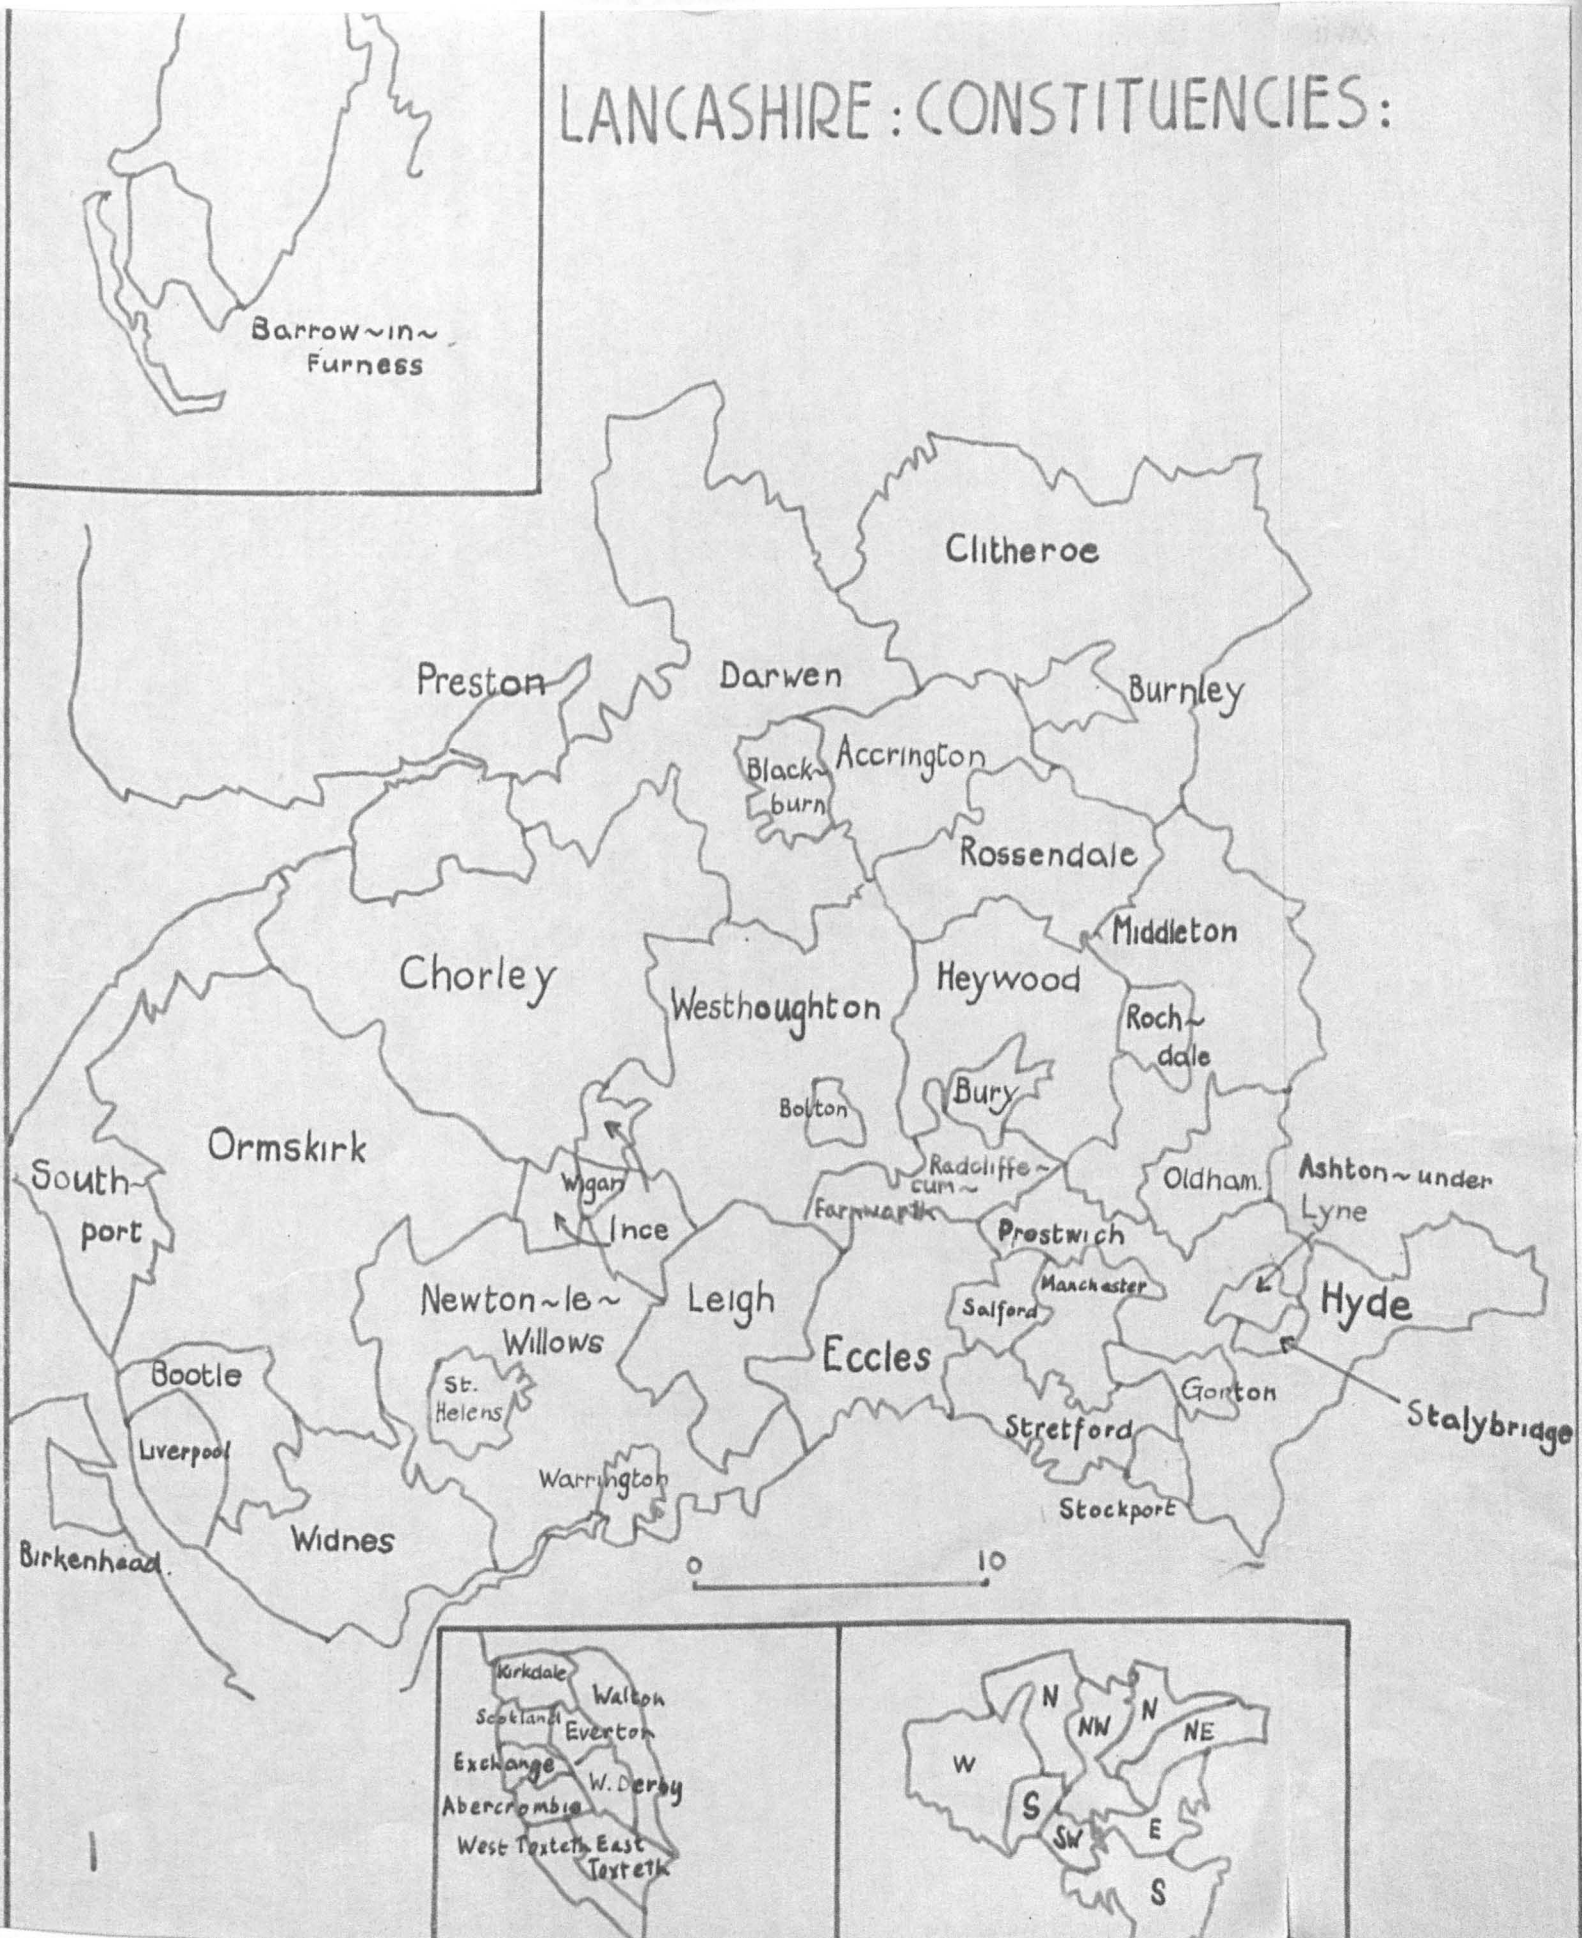 LANCASHIRE : CONSTITUENCIES :
Barrow~in~
Furness
Clitheroe
Preston
Darwen
Burnley
Black~
burn
Accrington
Rossendale
Middleton
Chorley
Westhoughton
Heywood
Roch~
dale
Bury
Bolton
Ormskirk
South~
port
Wigan
Ince
Radcliffe~
cum~
Farnwarth
Oldham.
Ashton~under
Lyne
Prestwich
Newton~le~
Willows
Leigh
Salford
Manchester
Hyde
Eccles
Bootle
St.
Helens
Gorton
Stalybridge
Stretford
Liverpool
Warrington
Stockport
Widnes
Birkenhead.
0
10
Kirkdale
Walton
Scotland
Everton
Exchange
W. Derby
Abercrombie
West Toxteth
East
Toxteth
N
N
NW
NE
W
S
SW
E
S
1